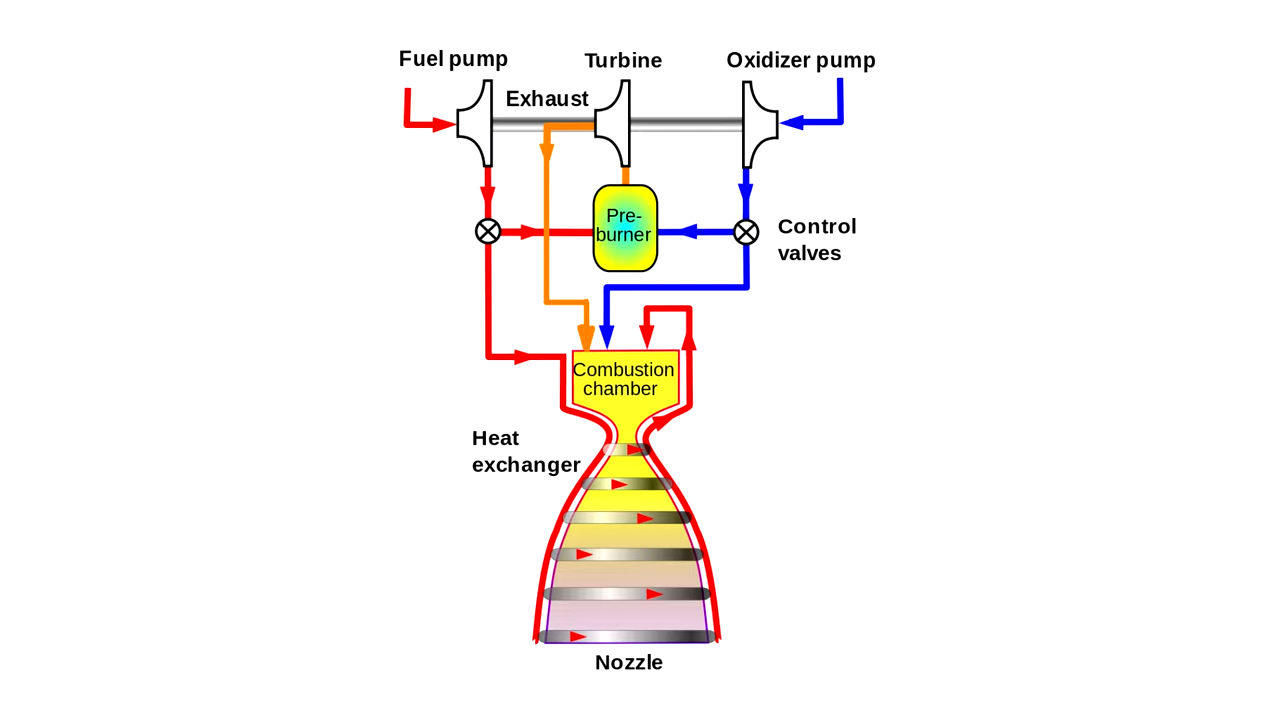 Fuel pump
Turbine
Oxidizer pump
Exhaust
Pre-
burner
Control
valves
Combustion
chamber
Heat
exchanger
Nozzle